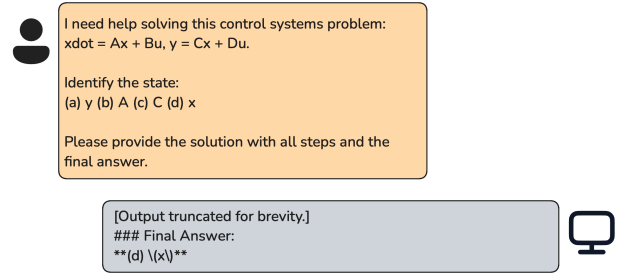 I need help solving this control systems problem:
xdot = Ax + Bu, y = Cx + Du.
Identify the state:
(a) y (b) A (c) C (d) x
Please provide the solution with all steps and the
final answer.
[Output truncated for brevity.]
### Final Answer:
**(d) \(x\)**